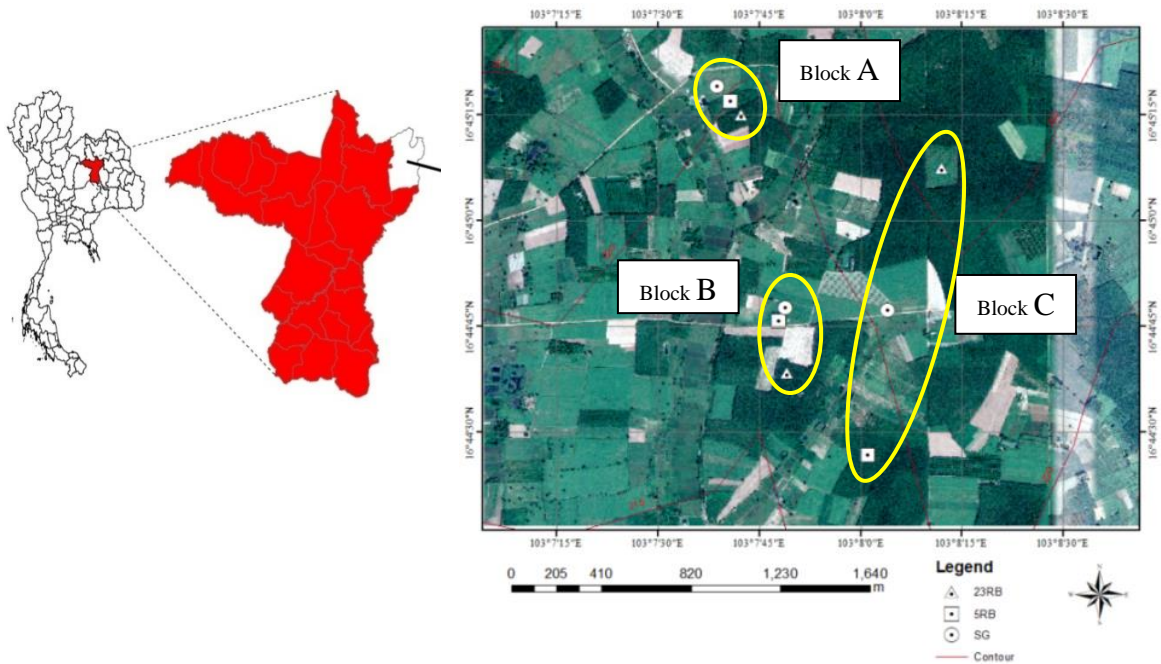 103°7'15"E 103°7'30"E 103°7'45"E 103°8'0"E 103°8'15"E 103°8'30"E
Block A
16°45'15"N 16°45'15"N
16°45'0"N 16°45'0"N
Block B
Block C
16°44'45"N 16°44'45"N
16°44'30"N 16°44'30"N
103°7'15"E 103°7'30"E 103°7'45"E 103°8'0"E 103°8'15"E 103°8'30"E
0 205 410 820 1,230 1,640
m
Legend
23RB
5RB
SG
Contour
N